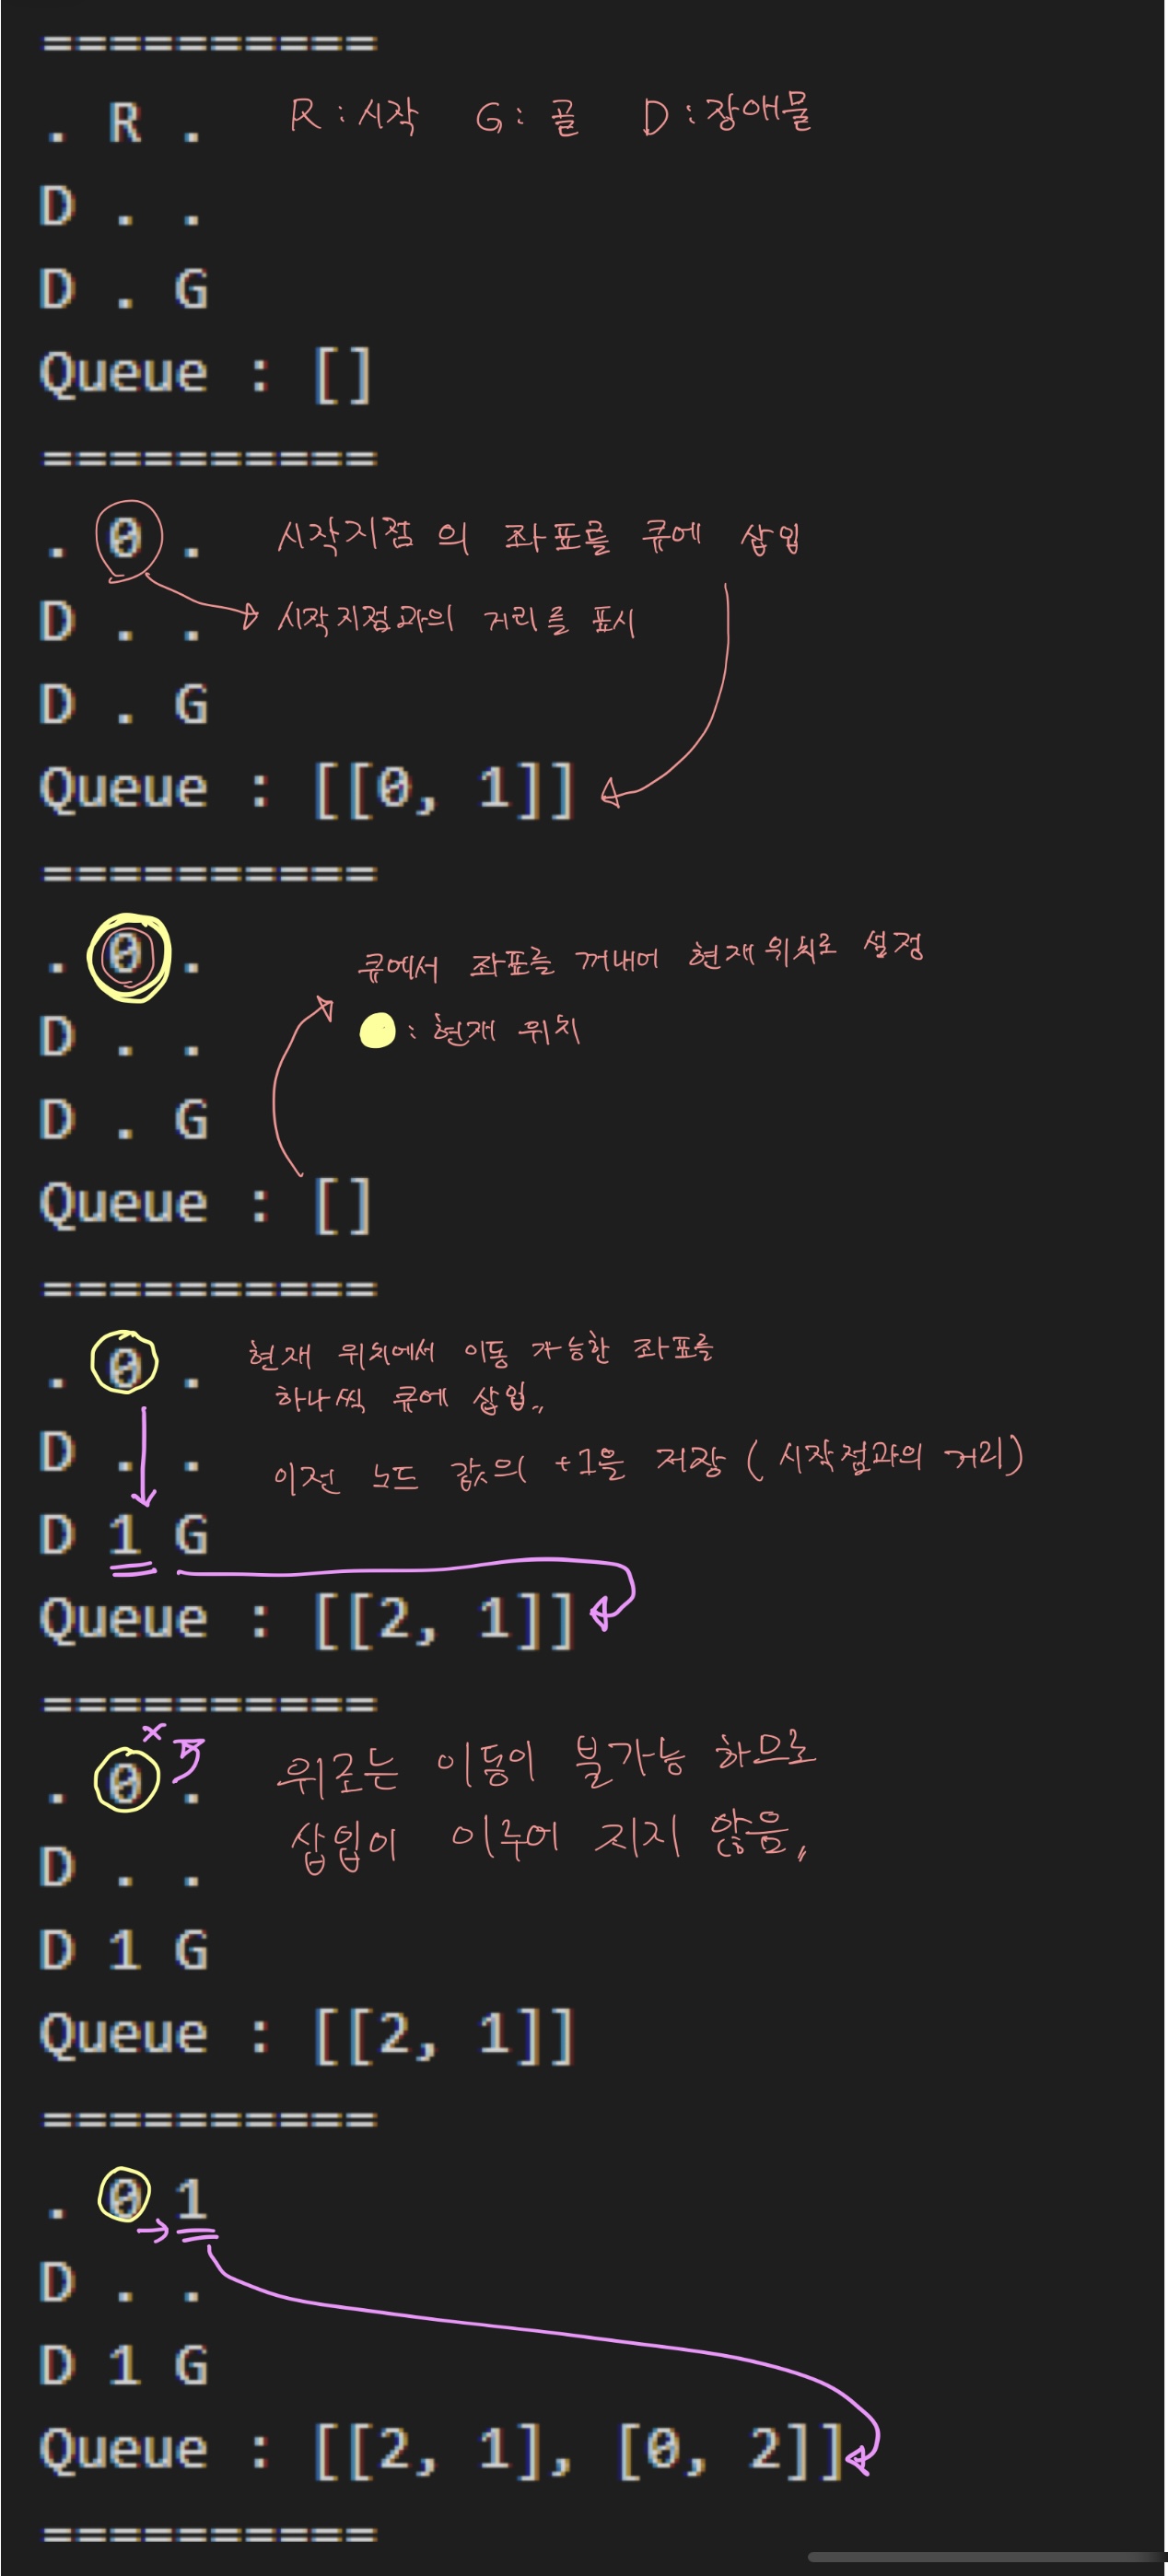 ==========
. R . R : 시작 G : 골 D : 장애물
D . .
D . G
Queue : []
==========
. 0 . 시작지점 의 좌표를 큐에 삽입
D . . 시작지점과의 거리를 표시
D . G
Queue : [[0, 1]]
==========
. 0 . 큐에서 좌표를 꺼내어 현재위치로 설정
D . . : 현재 위치
D . G
Queue : []
==========
. 0 . 현재 위치에서 이동 가능한 좌표를
하나씩 큐에 삽입,,
D . . 이전 노드 값의 +1을 저장 ( 시작점과의 거리)
D 1 G
Queue : [[2, 1]]
==========
x
. 0 . 위로는 이동이 불가능 하므로
삽입이 이루어 지지 않음,,
D . .
D 1 G
Queue : [[2, 1]]
==========
. 0 1
D . .
D 1 G
Queue : [[2, 1], [0, 2]]
==========